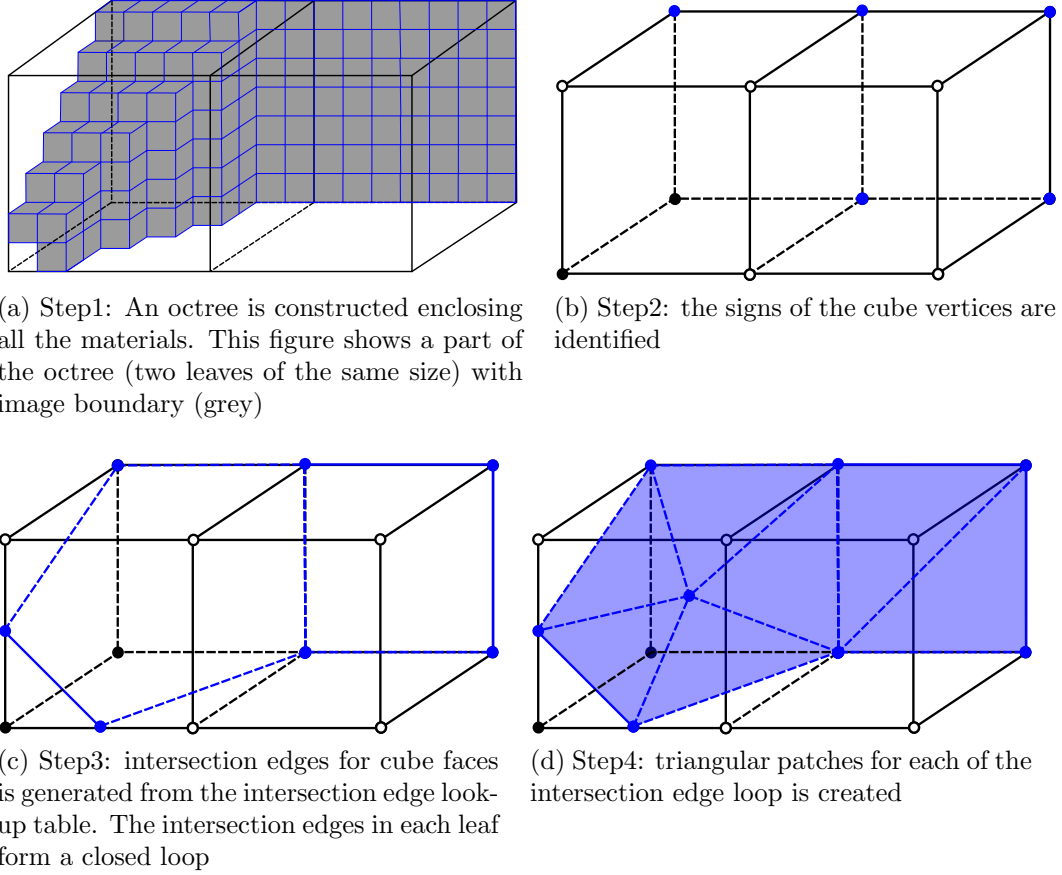 (a) Step1: An octree is constructed enclosing
all the materials. This figure shows a part of
the octree (two leaves of the same size) with
image boundary (grey)
(b) Step2: the signs of the cube vertices are
identified
(c) Step3: intersection edges for cube faces
is generated from the intersection edge look-
up table. The intersection edges in each leaf
form a closed loop
(d) Step4: triangular patches for each of the
intersection edge loop is created